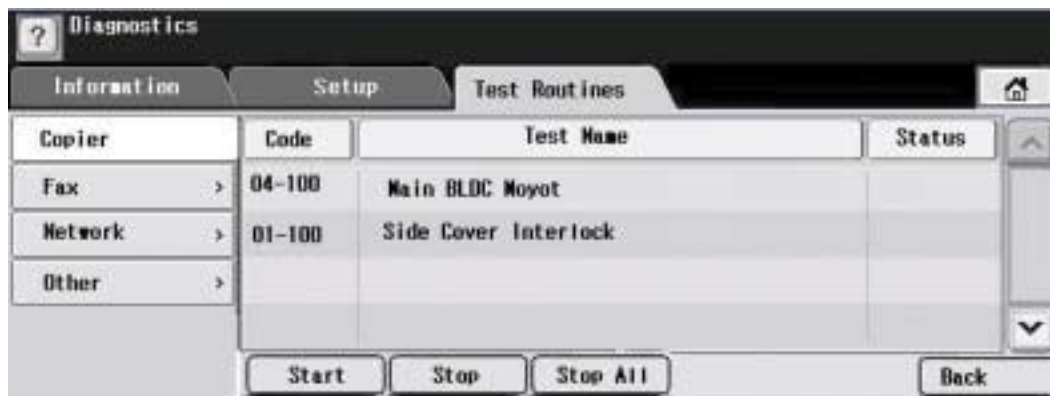 ? Diagnostics
Information Setup Test Routines
Copier Code Test Name Status
Fax > 04-100 Main BLDC Moyot
Network > 01-100 Side Cover Interlock
Other >
Start Stop Stop All Back